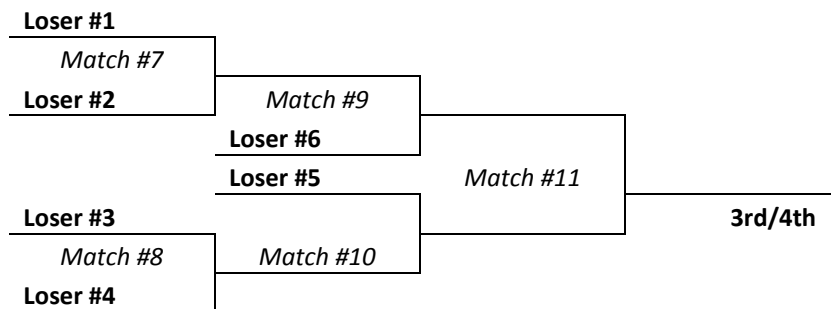 Loser #1
Match #7
Loser #2
Match #9
Loser #6
Loser #5
Match #11
Loser #3
3rd/4th
Match #8
Match #10
Loser #4